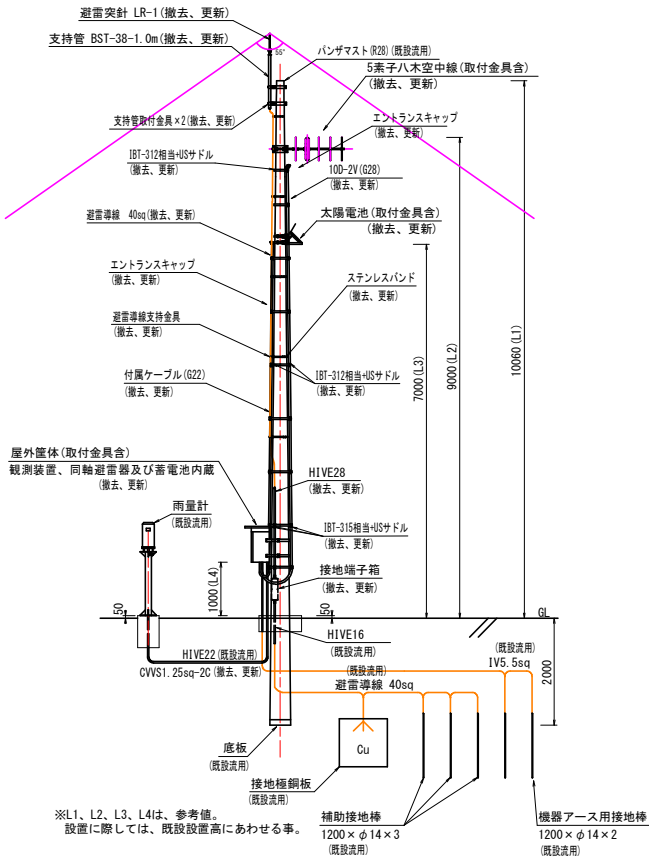 避雷突針 LR-1(撤去、更新)
支持管 BST-38-1.0m(撤去、更新)
55°
パンザマスト(R28)(既設流用)
5素子八木空中線(取付金具含)
(撤去、更新)
支持管取付金具×2(撤去、更新)
エントランスキャップ
(撤去、更新)
IBT-312相当+USサドル
(撤去、更新)
10D-2V(G28)
(撤去、更新)
避雷導線 40sq(撤去、更新)
太陽電池(取付金具含)
(撤去、更新)
エントランスキャップ
(撤去、更新)
ステンレスバンド
(撤去、更新)
避雷導線支持金具
(撤去、更新)
IBT-312相当+USサドル
(撤去、更新)
付属ケーブル(G22)
(撤去、更新)
7000(L3)
9000(L2)
10060(L1)
屋外筐体(取付金具含)
観測装置、同軸避雷器及び蓄電池内蔵
(撤去、更新)
HIVE28
(撤去、更新)
雨量計
(既設流用)
IBT-315相当+USサドル
(撤去、更新)
接地端子箱
(撤去、更新)
1000(L4)
50
50
GL
HIVE16
(既設流用)
HIVE22(既設流用)
CVVS1.25sq-2C(撤去、更新)
(既設流用)
避雷導線 40sq
(既設流用)
IV5.5sq
2000
底板
(既設流用)
Cu
接地極銅板
(既設流用)
補助接地棒
1200×φ14×3
(既設流用)
機器アース用接地棒
1200×φ14×2
(既設流用)
※L1、L2、L3、L4は、参考値。
設置に際しては、既設設置高にあわせる事。